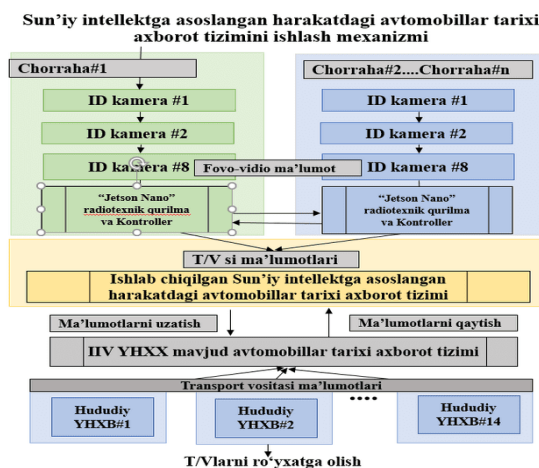 Sun’iy intellektga asoslangan harakatdagi avtomobillar tarixi
axborot tizimini ishlash mexanizmi
Chorraha#1
Chorraha#2....Chorraha#n
ID kamera #1
ID kamera #1
ID kamera #2
ID kamera #2
ID kamera #8
Fovo-vidio ma’lumot
ID kamera #8
“Jetson Nano”
radiotexnik qurilma
va Kontroller
“Jetson Nano”
radiotexnik qurilma
va Kontroller
T/V si ma’lumotlari
Ishlab chiqilgan Sun’iy intellektga asoslangan
harakatdagi avtomobillar tarixi axborot tizimi
Ma’lumotlarni uzatish
Ma’lumotlarni qaytish
IIV YHXX mavjud avtomobillar tarixi axborot tizimi
Transport vositasi ma’lumotlari
Hududiy
YHXB#1
Hududiy
YHXB#2
Hududiy
YHXB#14
T/Vlarni ro’yxatga olish